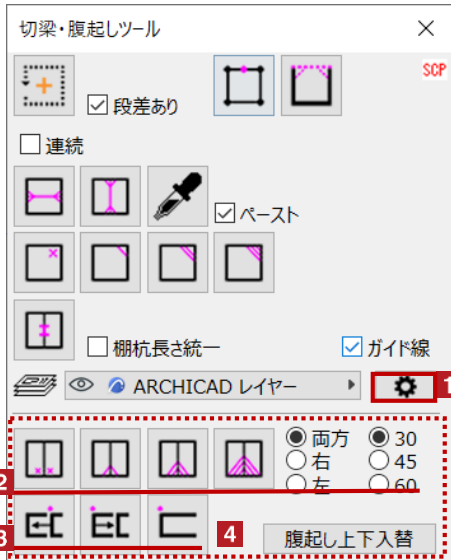 切梁・腹起しツール
SCP
段差あり
連続
ペースト
棚杭長さ統一
ガイド線
ARCHICAD レイヤー
1
両方 30
右 45
左 60
2
3
4
腹起し上下入替